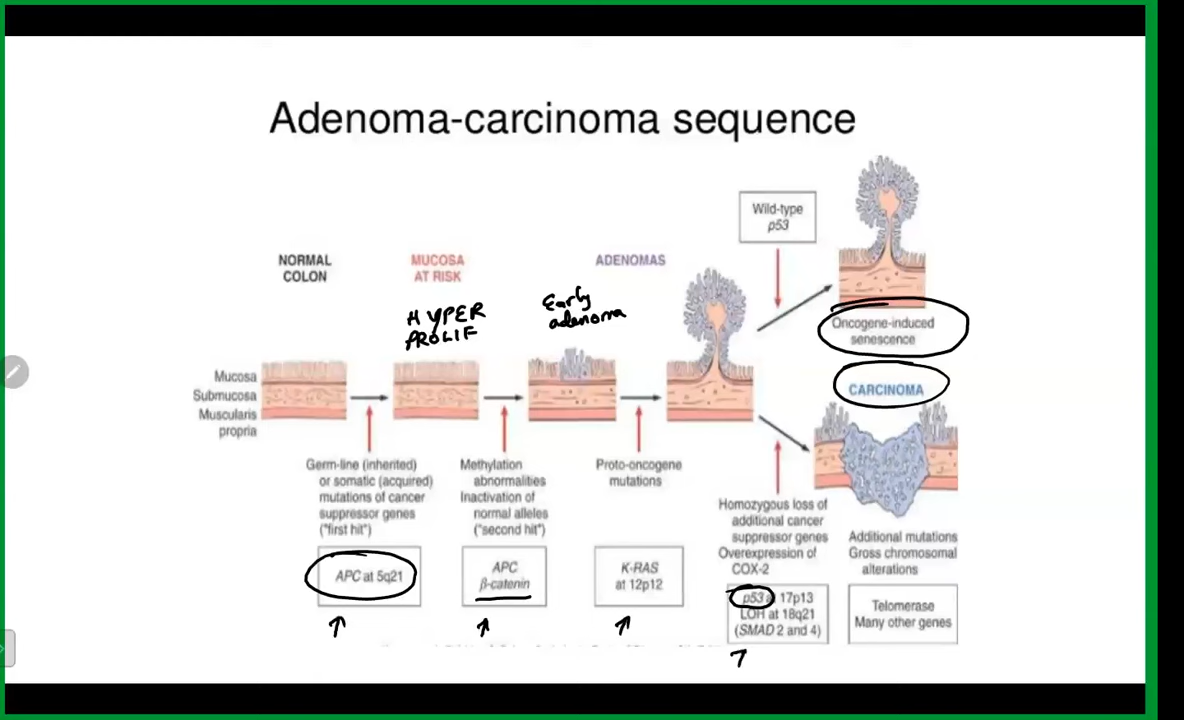 Adenoma-carcinoma sequence
Wild-type
p53
NORMAL
COLON
MUCOSA
AT RISK
ADENOMAS
HYPER
PROLIF
Early
adenoma
Oncogene-induced
senescence
CARCINOMA
Mucosa
Submucosa
Muscularis
propria
Germ-line (inherited)
or somatic (acquired)
mutations of cancer
suppressor genes
("first hit")
Methylation
abnormalities
Inactivation of
normal alleles
("second hit")
Proto-oncogene
mutations
Homozygous loss of
additional cancer
suppressor genes
Overexpression of
COX-2
Additional mutations
Gross chromosomal
alterations
APC at 5q21
APC
β-catenin
K-RAS
at 12p12
p53 at 17p13
LOH at 18q21
(SMAD 2 and 4)
Telomerase
Many other genes